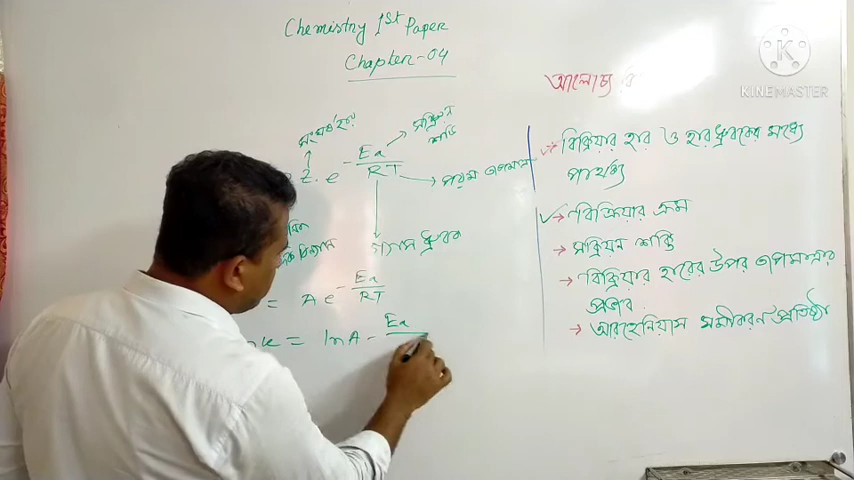 Chemistry 1st Paper
Chapter-04
সংঘর্ষ হার
সক্রিয়ন শক্তি
Z. e - Ea/RT
পরম তাপমাত্রা
গ্যাস ধ্রুবক
= A e - Ea/RT
= lnA - Ea
আলোচ্য বি
→ বিক্রিয়ার হার ও হার ধ্রুবকের মধ্যে
পার্থক্য
→ বিক্রিয়ার ক্রম
→ সক্রিয়ন শক্তি
→ বিক্রিয়ার হারের উপর তাপমাত্রার
প্রভাব
→ আরহেনিয়াস সমীকরণ প্রতিষ্ঠা
KINEMASTER